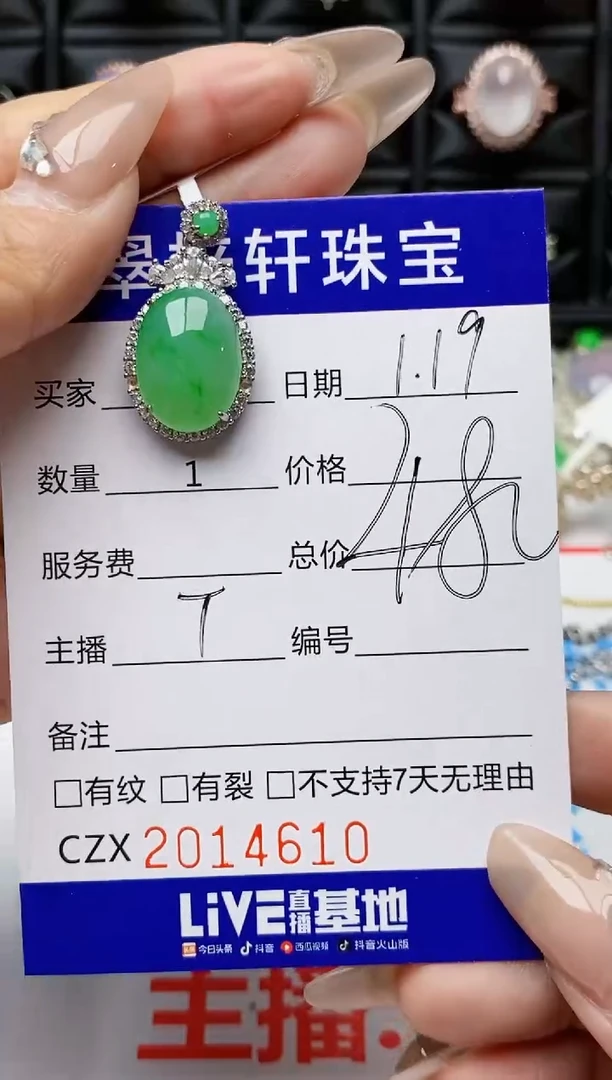 翠 轩珠宝
买家 日期 1.19
数量 1 价格
服务费 总价 48
主播 T 编号
备注
□有纹 □有裂 □不支持7天无理由
CZX 2014610
LiVE直播基地
今日头条 抖音 西瓜视频 抖音火山版
主播.